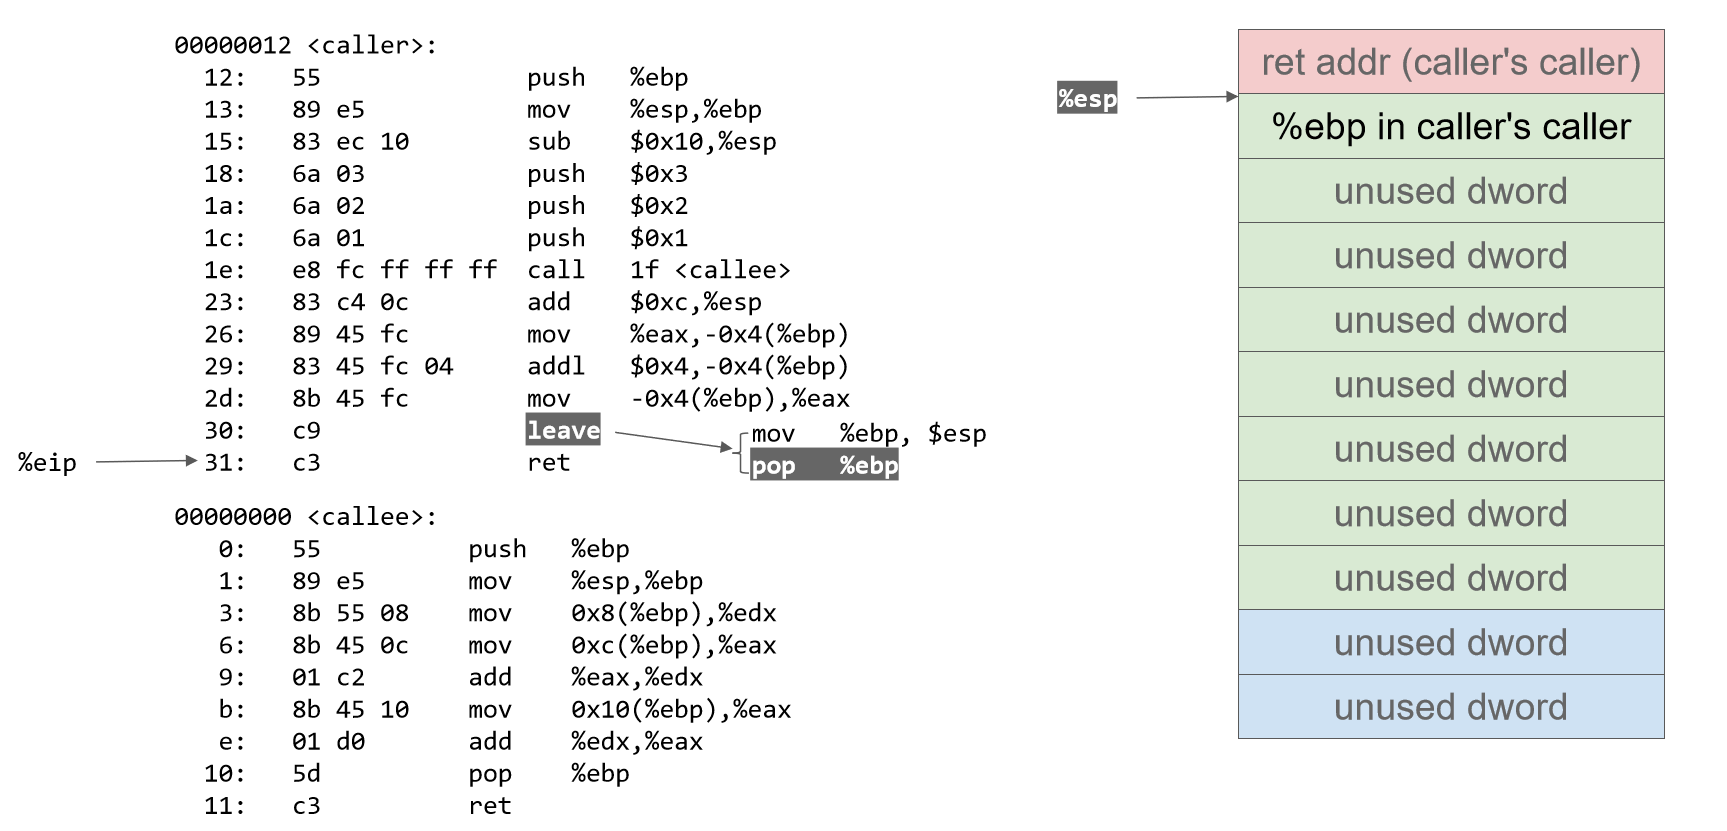 00000012 <caller>:
12: 55 push %ebp
13: 89 e5 mov %esp,%ebp
15: 83 ec 10 sub $0x10,%esp
18: 6a 03 push $0x3
1a: 6a 02 push $0x2
1c: 6a 01 push $0x1
1e: e8 fc ff ff ff call 1f <callee>
23: 83 c4 0c add $0xc,%esp
26: 89 45 fc mov %eax,-0x4(%ebp)
29: 83 45 fc 04 addl $0x4,-0x4(%ebp)
2d: 8b 45 fc mov -0x4(%ebp),%eax
30: c9 leave
mov %ebp, $esp
%eip
31: c3 ret
pop %ebp
00000000 <callee>:
0: 55 push %ebp
1: 89 e5 mov %esp,%ebp
3: 8b 55 08 mov 0x8(%ebp),%edx
6: 8b 45 0c mov 0xc(%ebp),%eax
9: 01 c2 add %eax,%edx
b: 8b 45 10 mov 0x10(%ebp),%eax
e: 01 d0 add %edx,%eax
10: 5d pop %ebp
11: c3 ret
%esp
ret addr (caller's caller)
%ebp in caller's caller
unused dword
unused dword
unused dword
unused dword
unused dword
unused dword
unused dword
unused dword
unused dword